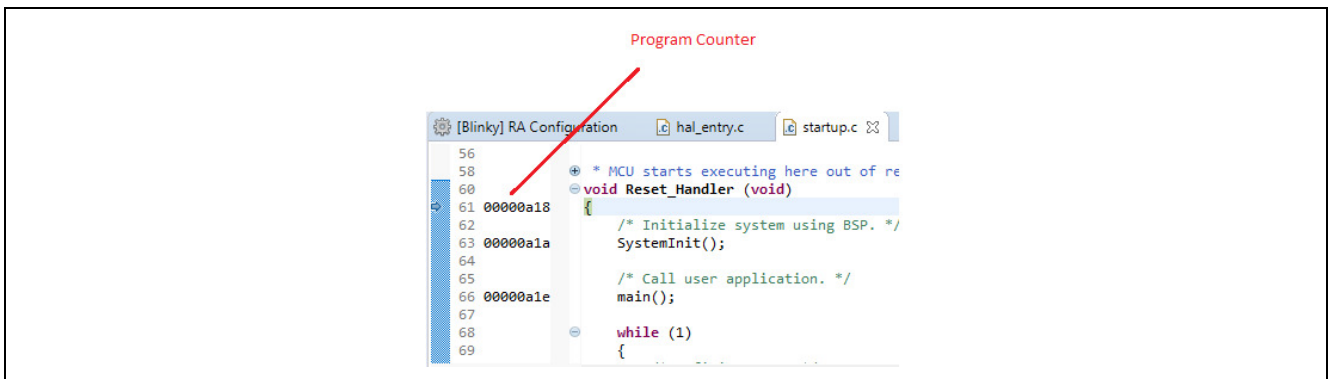 Program Counter
[Blinky] RA Configuration hal_entry.c startup.c
56
58 * MCU starts executing here out of re
60 void Reset_Handler (void)
61 00000a18 {
62 /* Initialize system using BSP. */
63 00000a1a SystemInit();
64
65 /* Call user application. */
66 00000a1e main();
67
68 while (1)
69 {